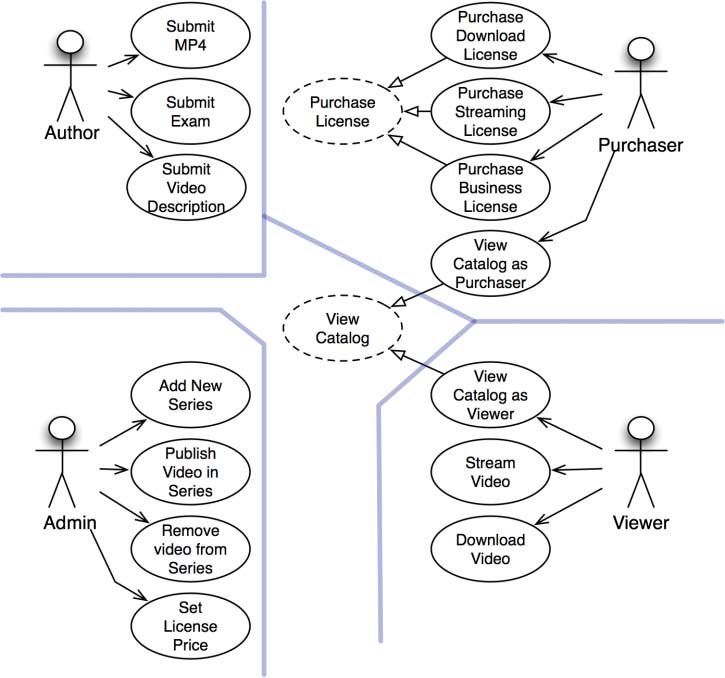 Submit
MP4
Submit
Exam
Submit
Video
Description
Author
Purchase
Download
License
Purchase
Streaming
License
Purchase
Business
License
View
Catalog as
Purchaser
Purchase
License
Purchaser
View
Catalog
Add New
Series
Publish
Video in
Series
Remove
video from
Series
Set
License
Price
Admin
View
Catalog as
Viewer
Stream
Video
Download
Video
Viewer